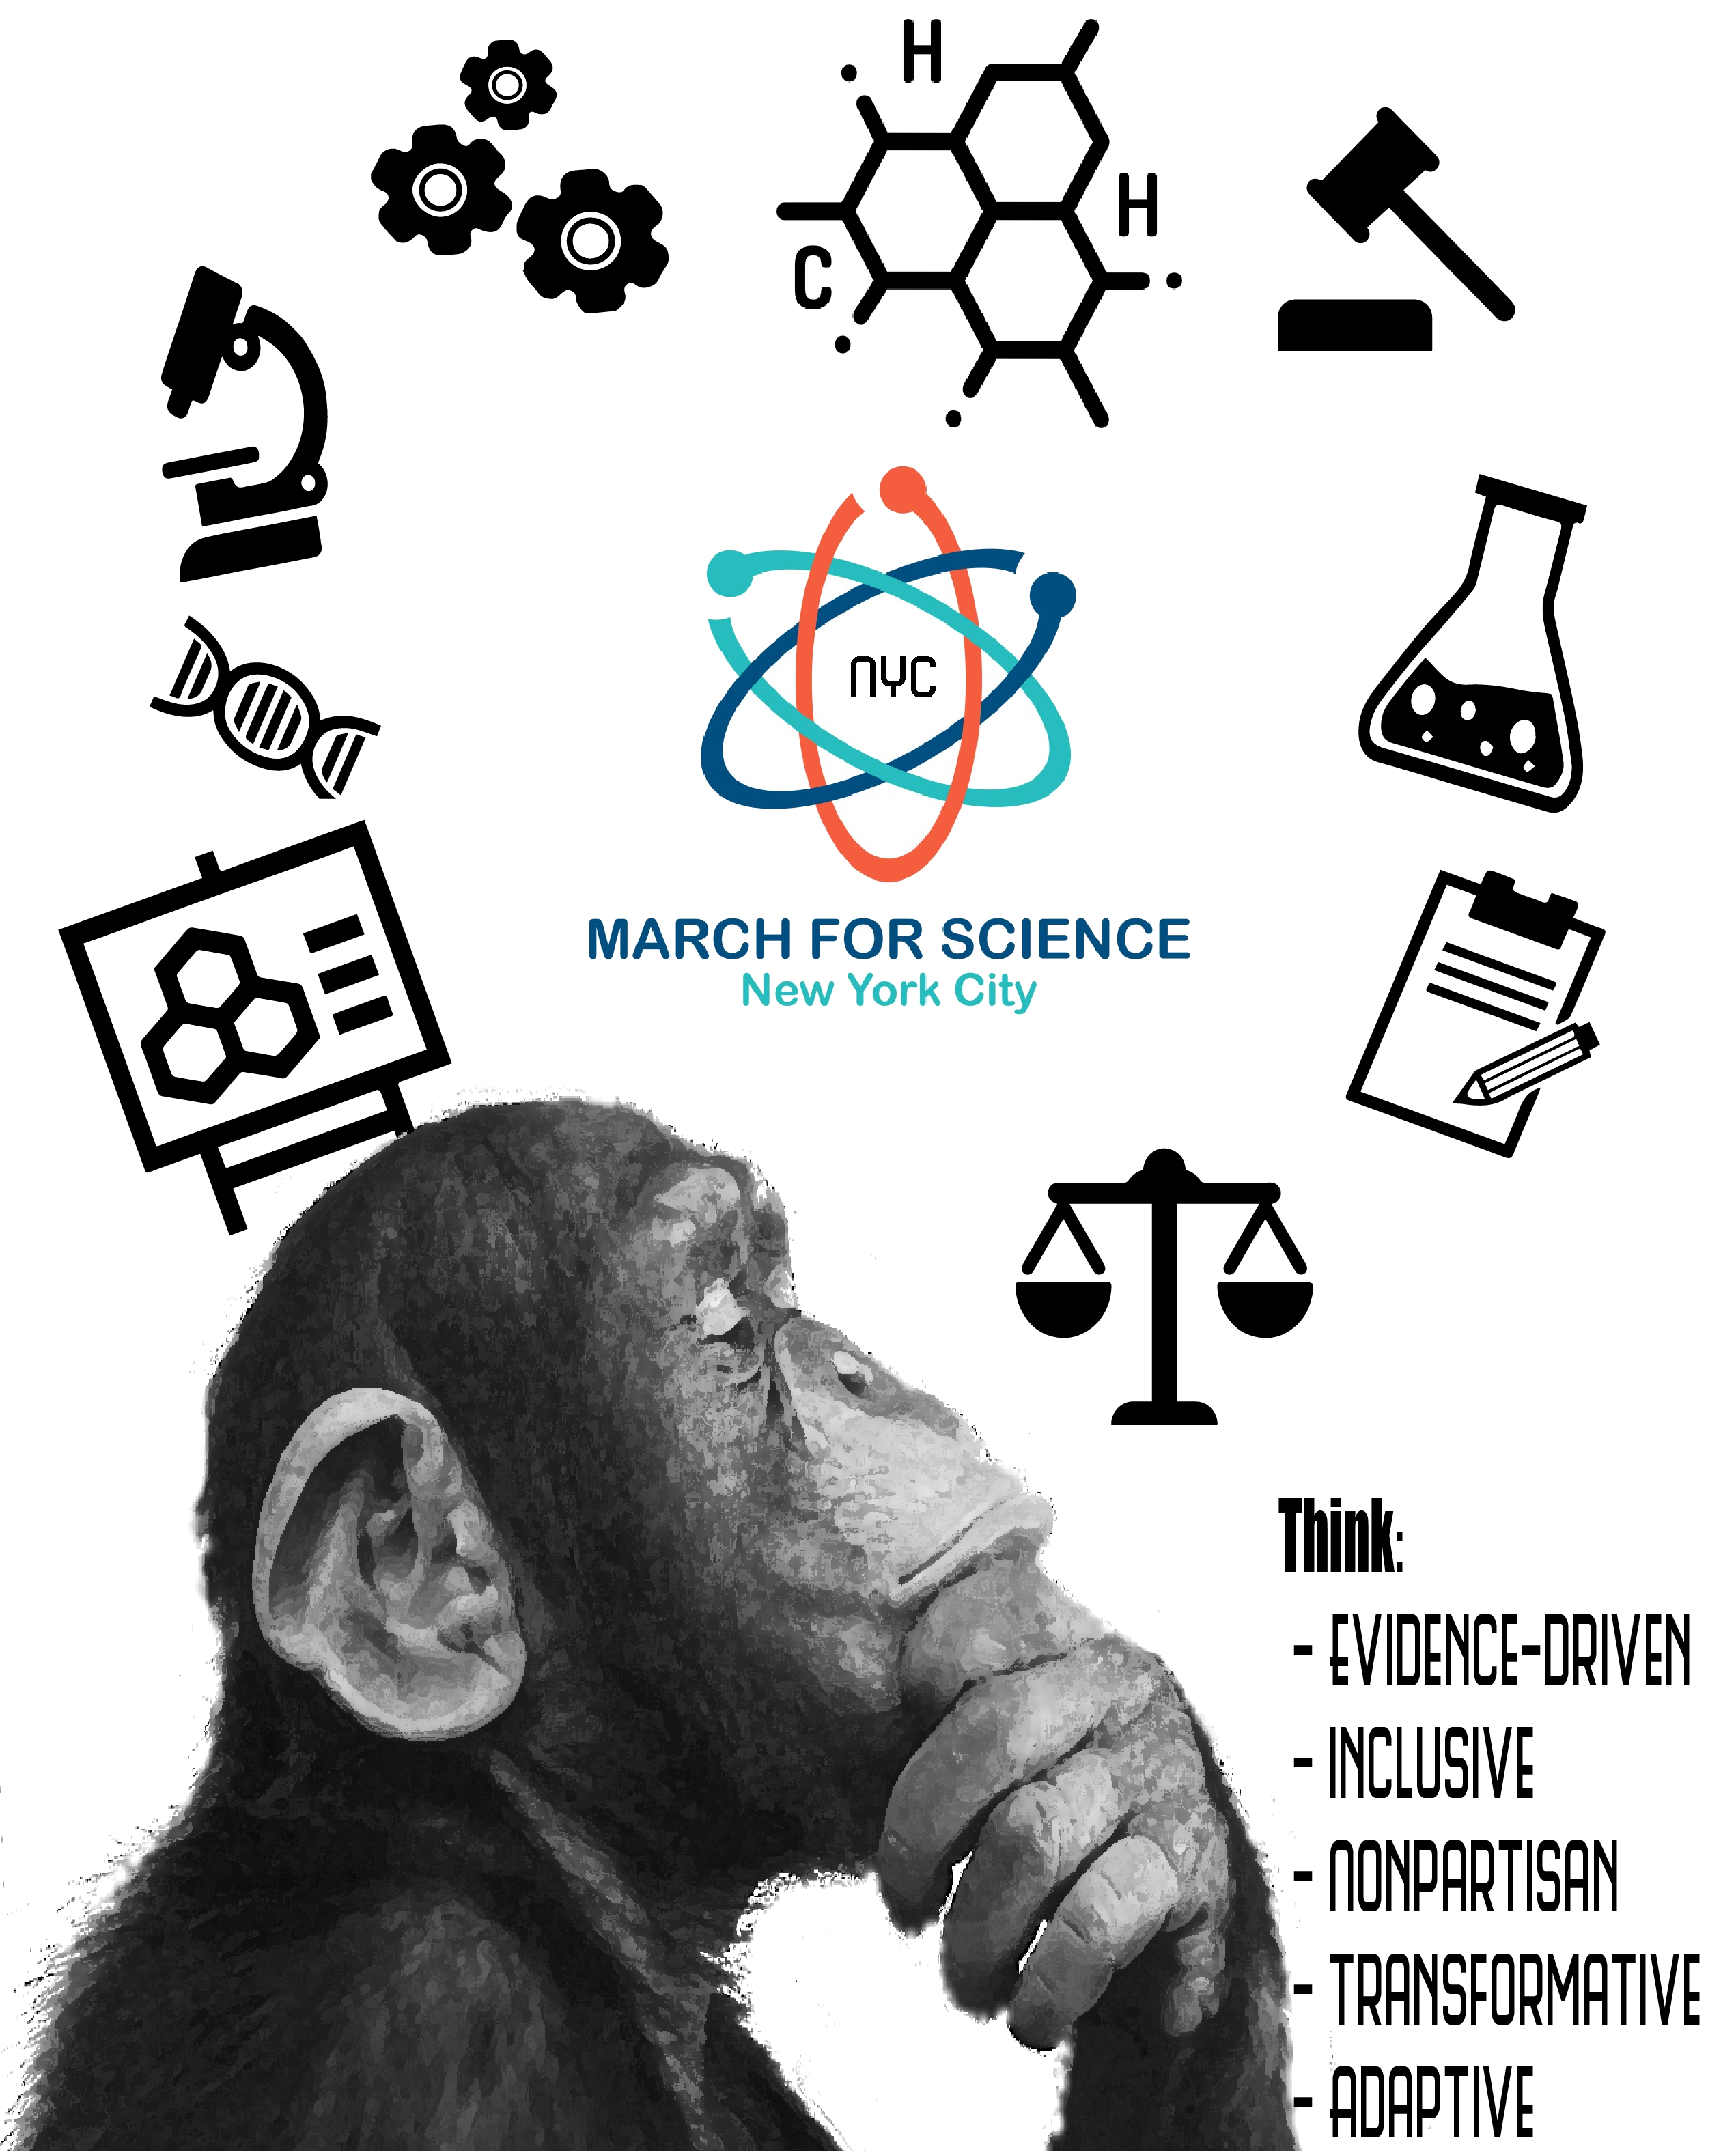 H
H
C
NYC
MARCH FOR SCIENCE
New York City
Think:
- EVIDENCE-DRIVEN
- INCLUSIVE
- NONPARTISAN
- TRANSFORMATIVE
- ADAPTIVE